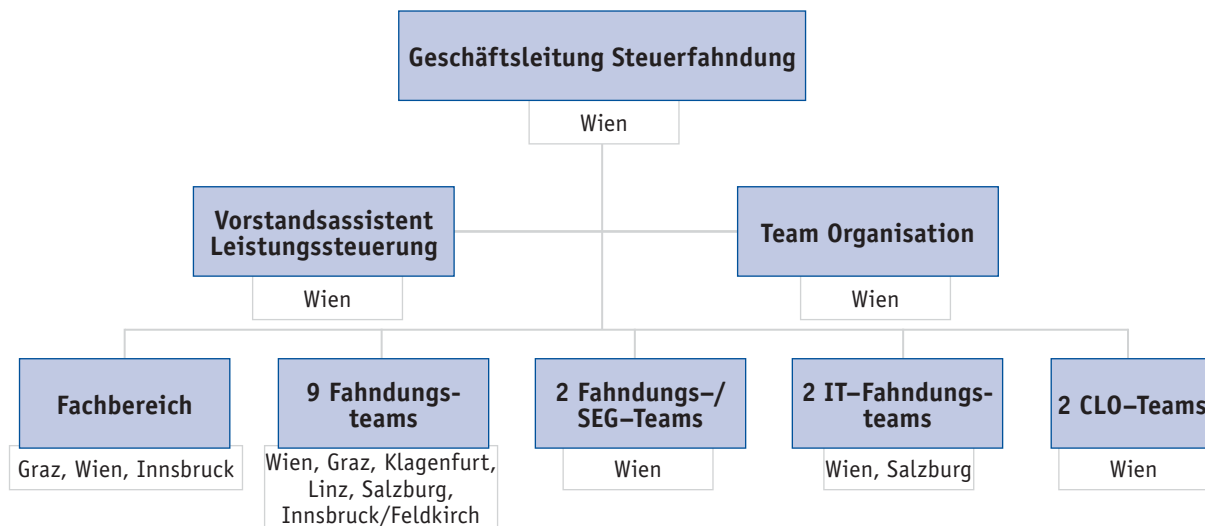 Geschäftsleitung Steuerfahndung
Wien
Vorstandsassistent
Leistungssteuerung
Wien
Team Organisation
Wien
Fachbereich
Graz, Wien, Innsbruck
9 Fahndungs-
teams
Wien, Graz, Klagenfurt,
Linz, Salzburg,
Innsbruck/Feldkirch
2 Fahndungs–/
SEG–Teams
Wien
2 IT–Fahndungs-
teams
Wien, Salzburg
2 CLO–Teams
Wien